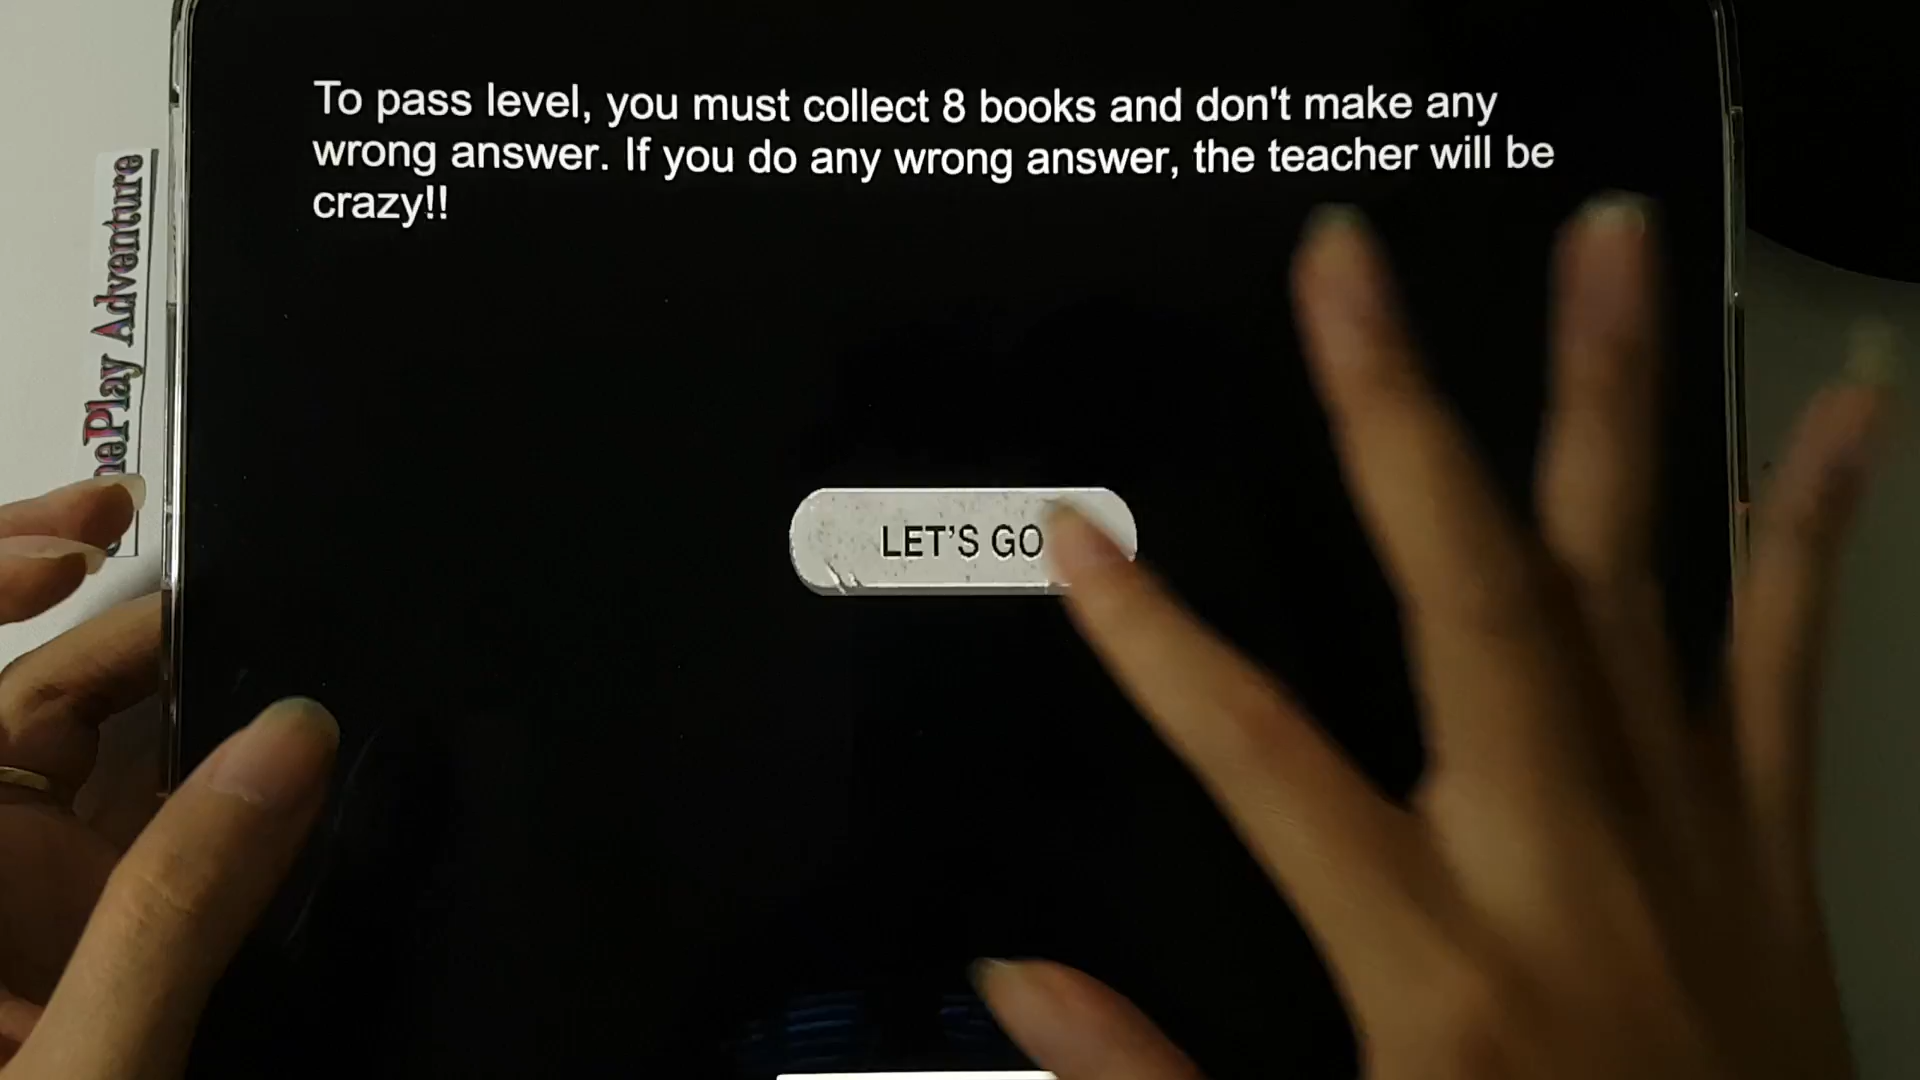 To pass level, you must collect 8 books and don't make any
wrong answer. If you do any wrong answer, the teacher will be
crazy!!
LET'S GO
nePlay Adventure